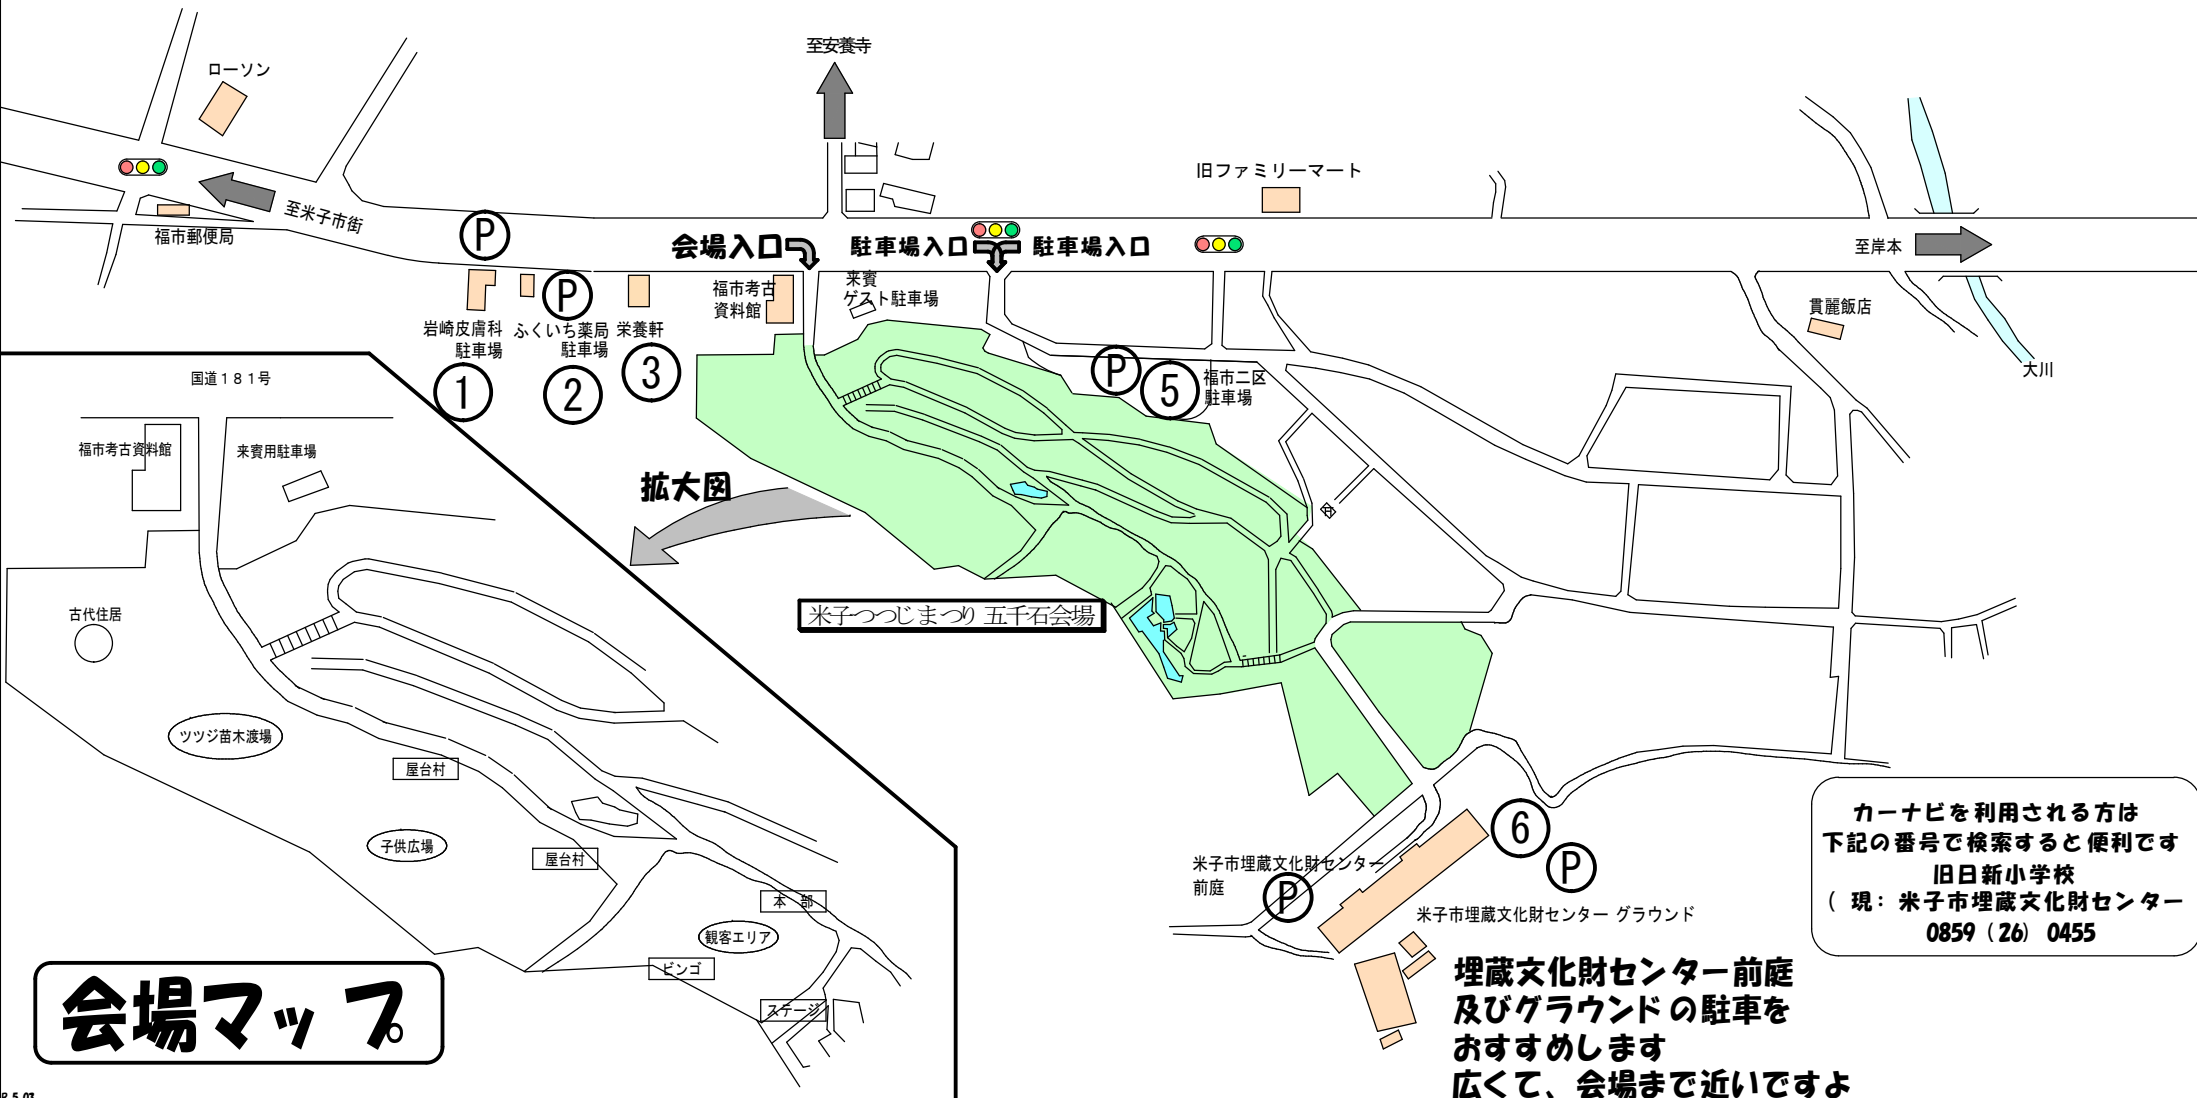 至安養寺
ローソン
旧ファミリーマート
至米子市街
福市郵便局
P
会場入口
駐車場入口
駐車場入口
至岸本
福市考古
資料館
来賓
ゲスト駐車場
P
岩崎皮膚科
駐車場
ふくいち薬局
駐車場
栄養軒
1
2
3
貫麗飯店
大川
P
5
福市二区
駐車場
国道181号
福市考古資料館
来賓用駐車場
拡大図
古代住居
米子つつじまつり 五千石会場
ツツジ苗木渡場
屋台村
子供広場
屋台村
本 部
観客エリア
ビンゴ
ステージ
会場マップ
6
P
米子市埋蔵文化財センター
前庭
P
米子市埋蔵文化財センター グラウンド
カーナビを利用される方は
下記の番号で検索すると便利です
旧日新小学校
( 現: 米子市埋蔵文化財センター
0859 (26) 0455
埋蔵文化財センター前庭
及びグラウンドの駐車を
おすすめします
広くて、会場まで近いですよ